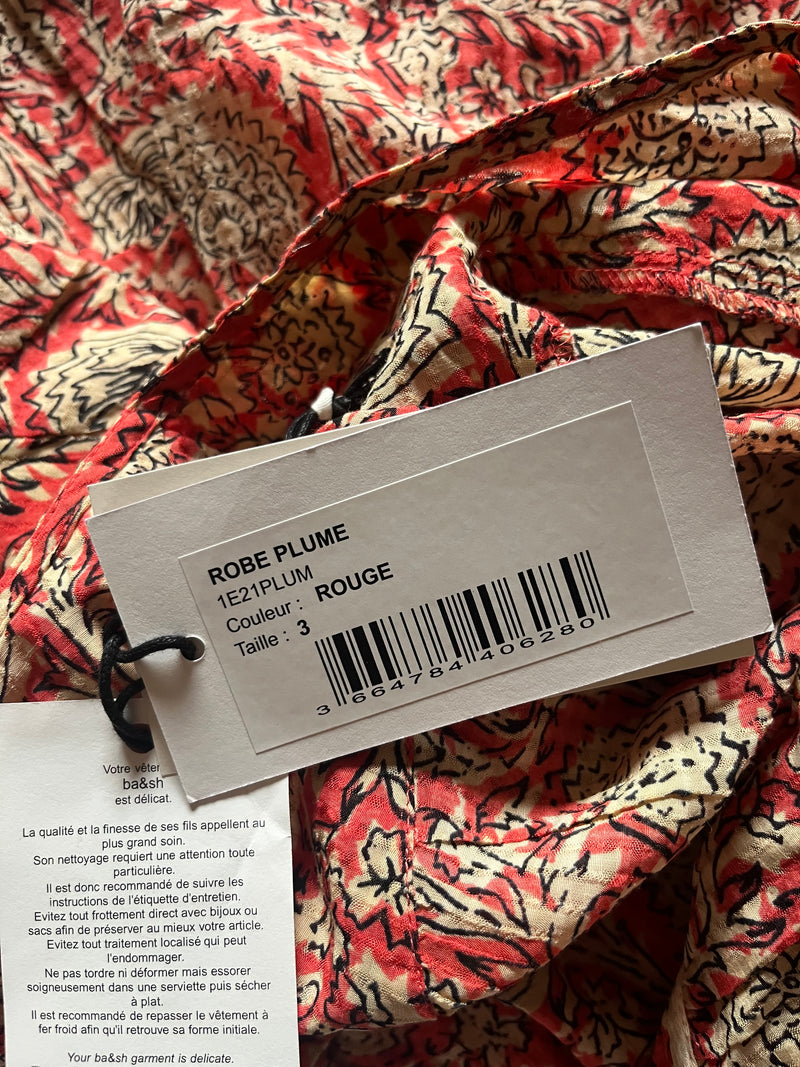 ROBE PLUME
1E21PLUM
Couleur : ROUGE
Taille : 3
3 664784 406280
Votre vêtem
ba&sh
est délicat.
La qualité et la finesse de ses fils appellent au
plus grand soin.
Son nettoyage requiert une attention toute
particulière.
Il est donc recommandé de suivre les
instructions de l'étiquette d'entretien.
Evitez tout frottement direct avec bijoux ou
sacs afin de préserver au mieux votre article.
Evitez tout traitement localisé qui peut
l'endommager.
Ne pas tordre ni déformer mais essorer
soigneusement dans une serviette puis sécher
à plat.
Il est recommandé de repasser le vêtement à
fer froid afin qu'il retrouve sa forme initiale.
Your ba&sh garment is delicate.